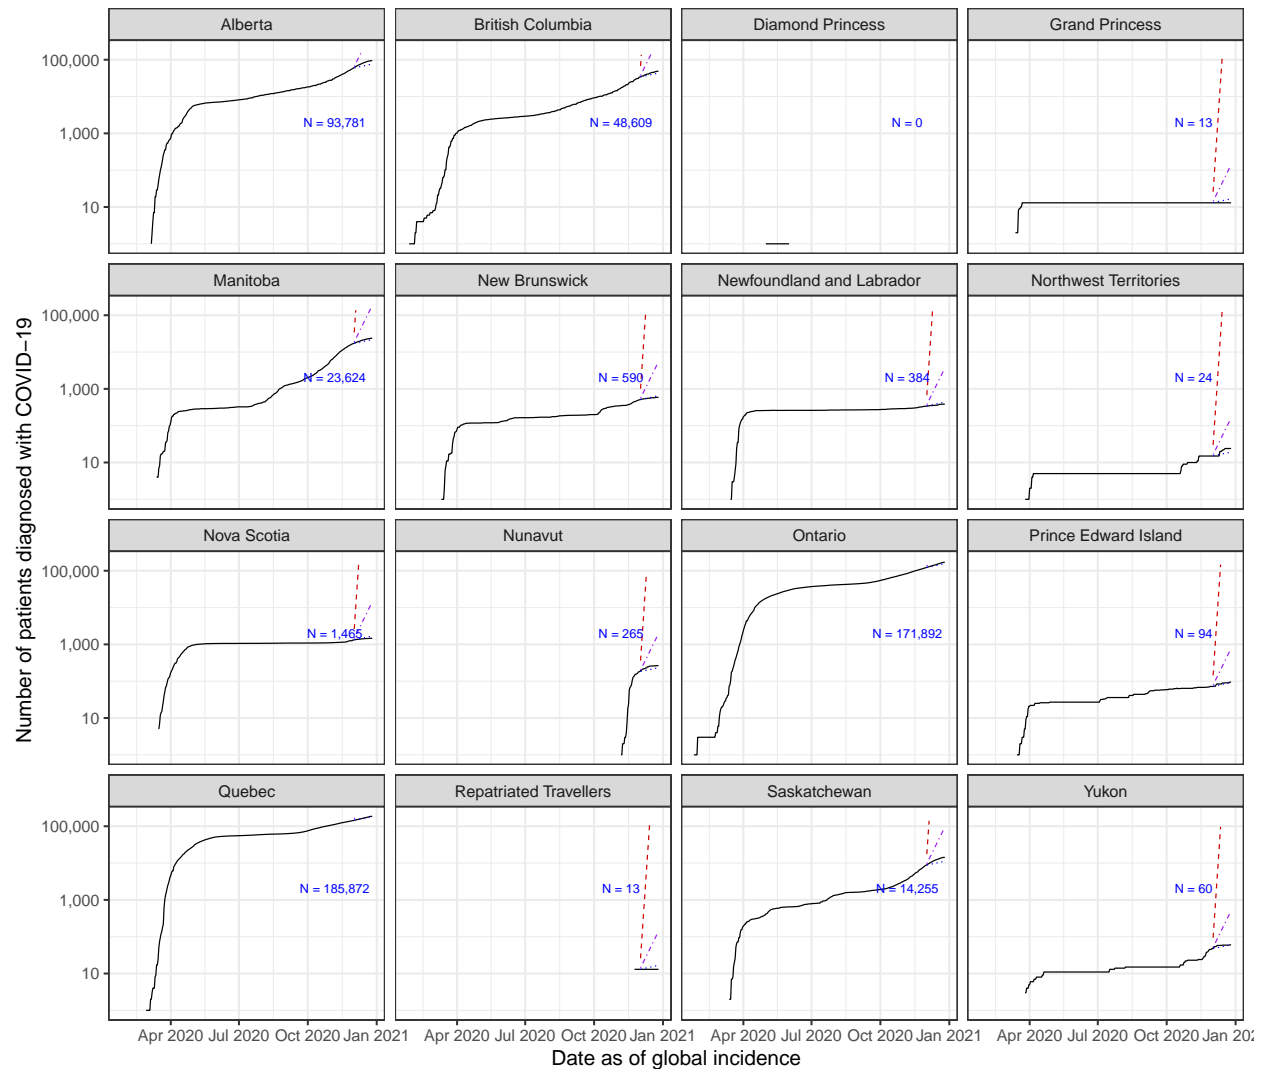 Alberta
British Columbia
Diamond Princess
Grand Princess
100,000
1,000
10
N = 93,781
N = 48,609
N = 0
N = 13
Manitoba
New Brunswick
Newfoundland and Labrador
Northwest Territories
100,000
1,000
10
N = 23,624
N = 590
N = 384
N = 24
Nova Scotia
Nunavut
Ontario
Prince Edward Island
100,000
1,000
10
N = 1,465
N = 265
N = 171,892
N = 94
Quebec
Repatriated Travellers
Saskatchewan
Yukon
100,000
1,000
10
N = 185,872
N = 13
N = 14,255
N = 60
Apr 2020 Jul 2020 Oct 2020 Jan 2021
Apr 2020 Jul 2020 Oct 2020 Jan 2021
Apr 2020 Jul 2020 Oct 2020 Jan 2021
Apr 2020 Jul 2020 Oct 2020 Jan 202
Date as of global incidence
Number of patients diagnosed with COVID−19